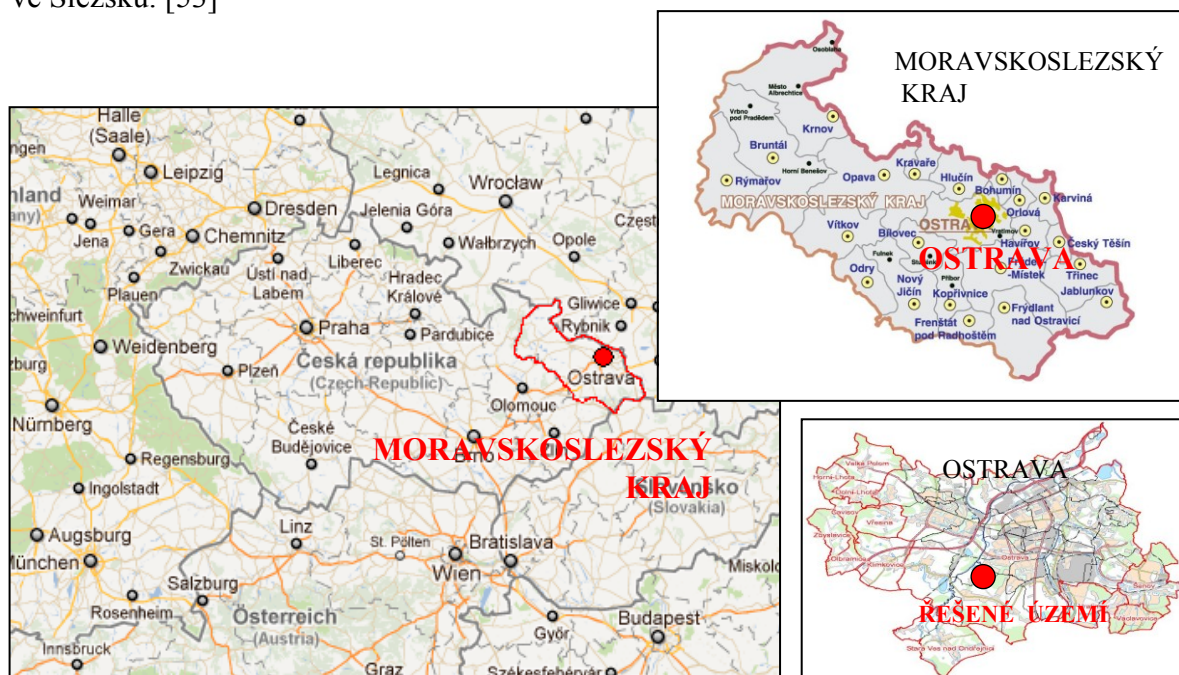 ve Slezsku. [53]
MORAVSKOSLEZSKÝ
KRAJ
Osoblaha
Město
Albrechtice
Vrbno
pod Pradědem
Krnov
Bruntál
Horní Benešov
Rýmařov
Opava
Kravaře
Hlučín
Bohumín
Karviná
Orlová
MORAVSKOSLEZSKÝ KRAJ
OSTRAVA
Vratimov
Havířov
Český Těšín
Vítkov
Bílovec
Fulnek
OSTRAVA
-Místek
Třinec
Odry
Nový
Jičín
Příbor
Kopřivnice
Jablunkov
Frýdlant
nad Ostravicí
Frenštát
pod Radhoštěm
Halle
(Saale)
Leipzig
Legnica
Wrocław
Weimar
Dresden
Jelenia Góra
Jena
Gera
Chemnitz
Wałbrzych
Opole
Zwickau
Ústí nad
Labem
Liberec
Hradec
Králové
Plauen
Gliwice
Rybnik
Praha
Pardubice
Weidenberg
Česká republika
(Czech Republic)
Plzeň
Ostrava
Olomouc
Nürnberg
České
Budějovice
MORAVSKOSLEZSKÝ
KRAJ
Brno
Regensburg
Slovensko
(Slovakia)
Ingolstadt
Augsburg
Linz
St. Pölten
Bratislava
München
Wien
Salzburg
Rosenheim
Österreich
(Austria)
Győr
Budapest
Innsbruck
Graz
Székesfehérvár
OSTRAVA
Velká Polom
Horní Lhota
Dolní Lhota
Vřesina
Zbyslavice
Olbramice
Klimkovice
Ostrava
ŘEŠENÉ ÚZEMÍ
Václavovice
Stará Ves nad Ondřejnicí